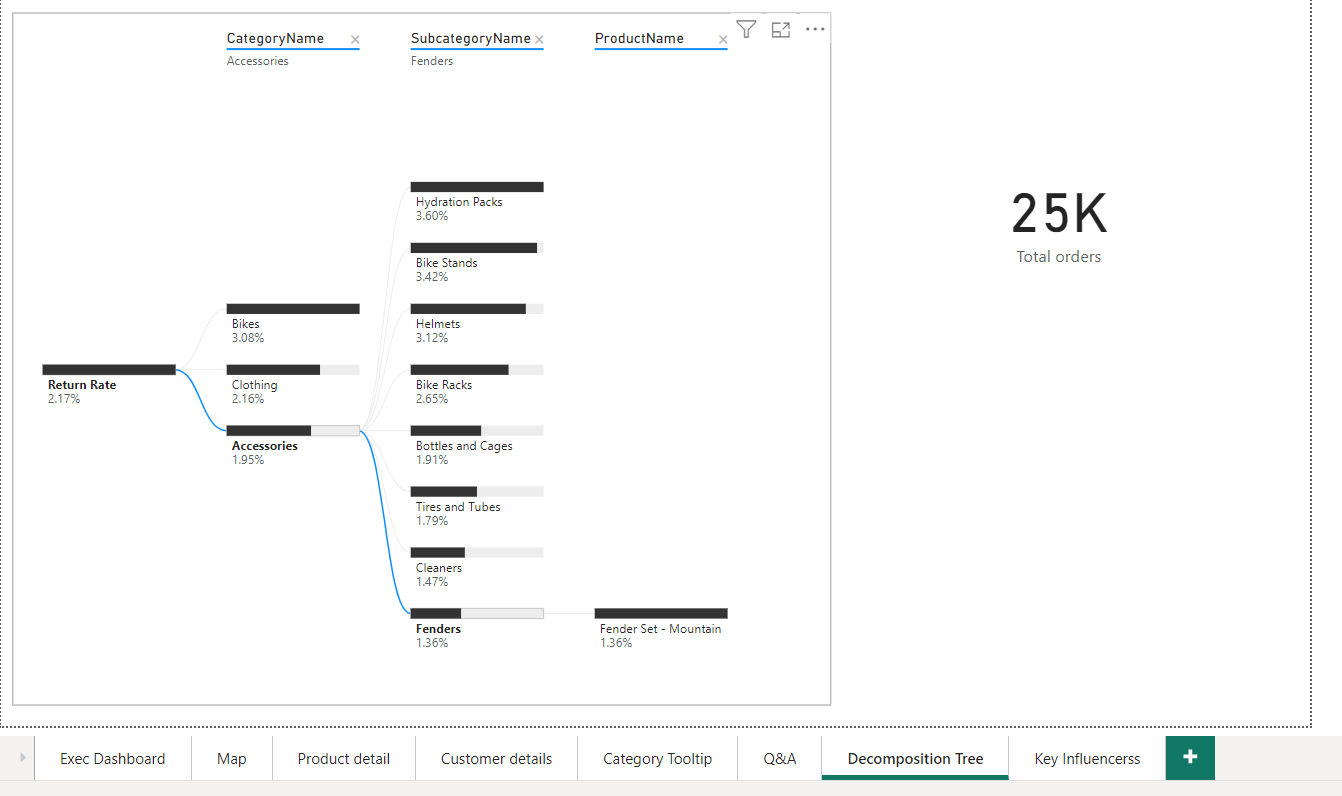 CategoryName
SubcategoryName
ProductName
Accessories
Fenders
Return Rate
2.17%
Bikes
3.08%
Clothing
2.16%
Accessories
1.95%
Hydration Packs
3.60%
Bike Stands
3.42%
Helmets
3.12%
Bike Racks
2.65%
Bottles and Cages
1.91%
Tires and Tubes
1.79%
Cleaners
1.47%
Fenders
1.36%
Fender Set - Mountain
1.36%
25K
Total orders
Exec Dashboard
Map
Product detail
Customer details
Category Tooltip
Q&A
Decomposition Tree
Key Influencerss